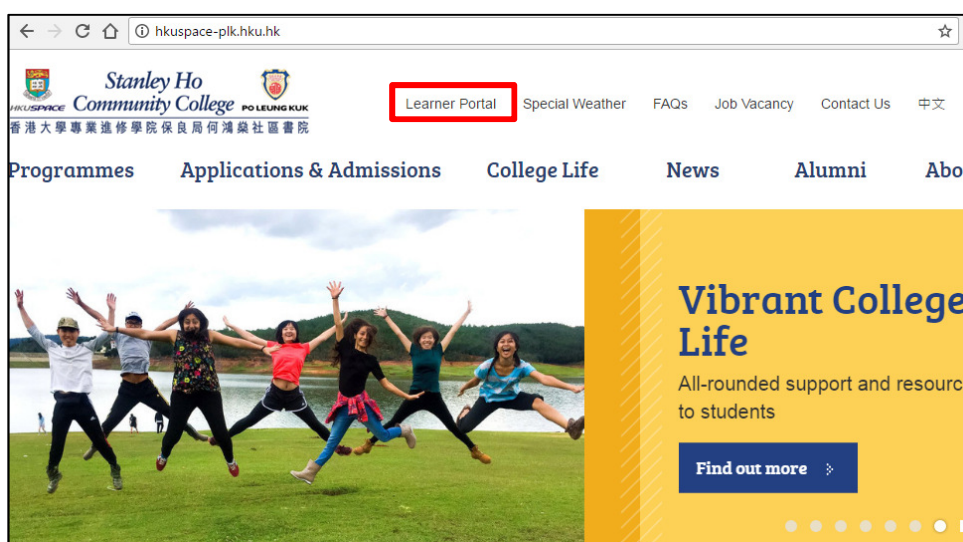 hkuspace-plk.hku.hk
Stanley Ho
HKUSPACE Community College PO LEUNG KUK
香港大學專業進修學院保良局何鴻燊社區書院
Learner Portal Special Weather FAQs Job Vacancy Contact Us 中文
Programmes Applications & Admissions College Life News Alumni Abo
Vibrant College
Life
All-rounded support and resourc
to students
Find out more